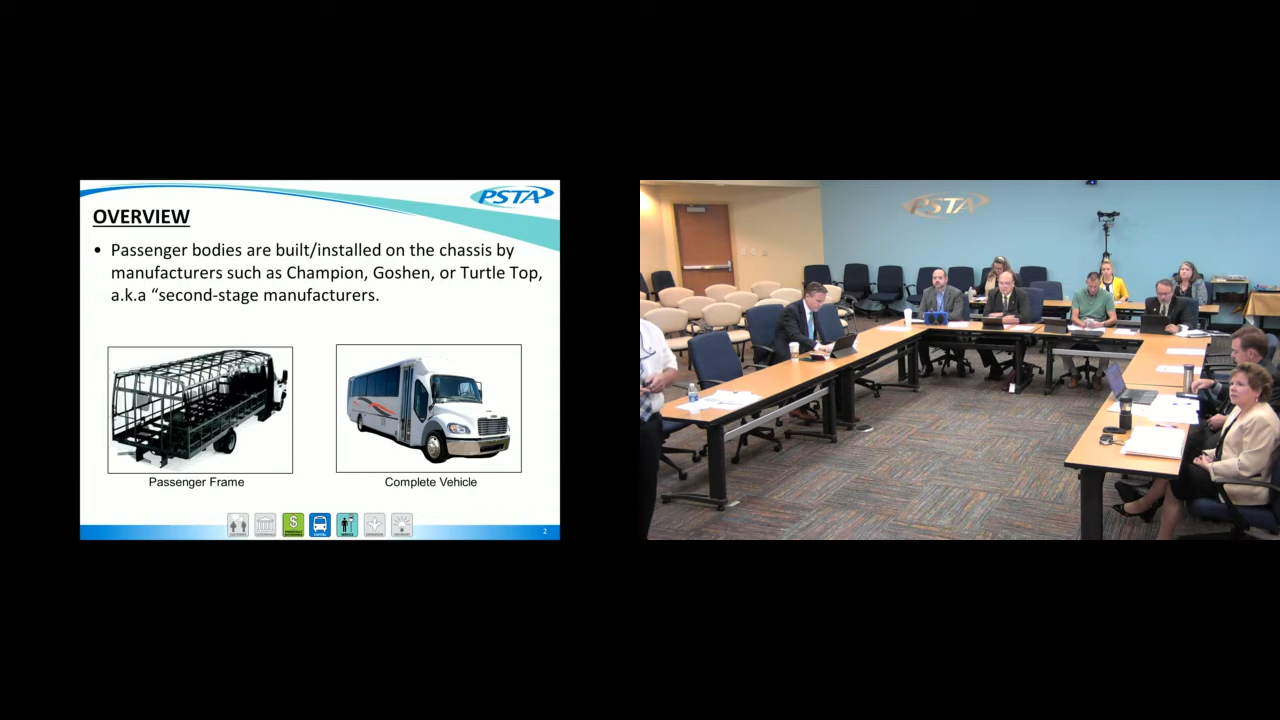 PSTA
OVERVIEW
• Passenger bodies are built/installed on the chassis by
manufacturers such as Champion, Goshen, or Turtle Top,
a.k.a “second-stage manufacturers.
Passenger Frame
Complete Vehicle
2
PSTA